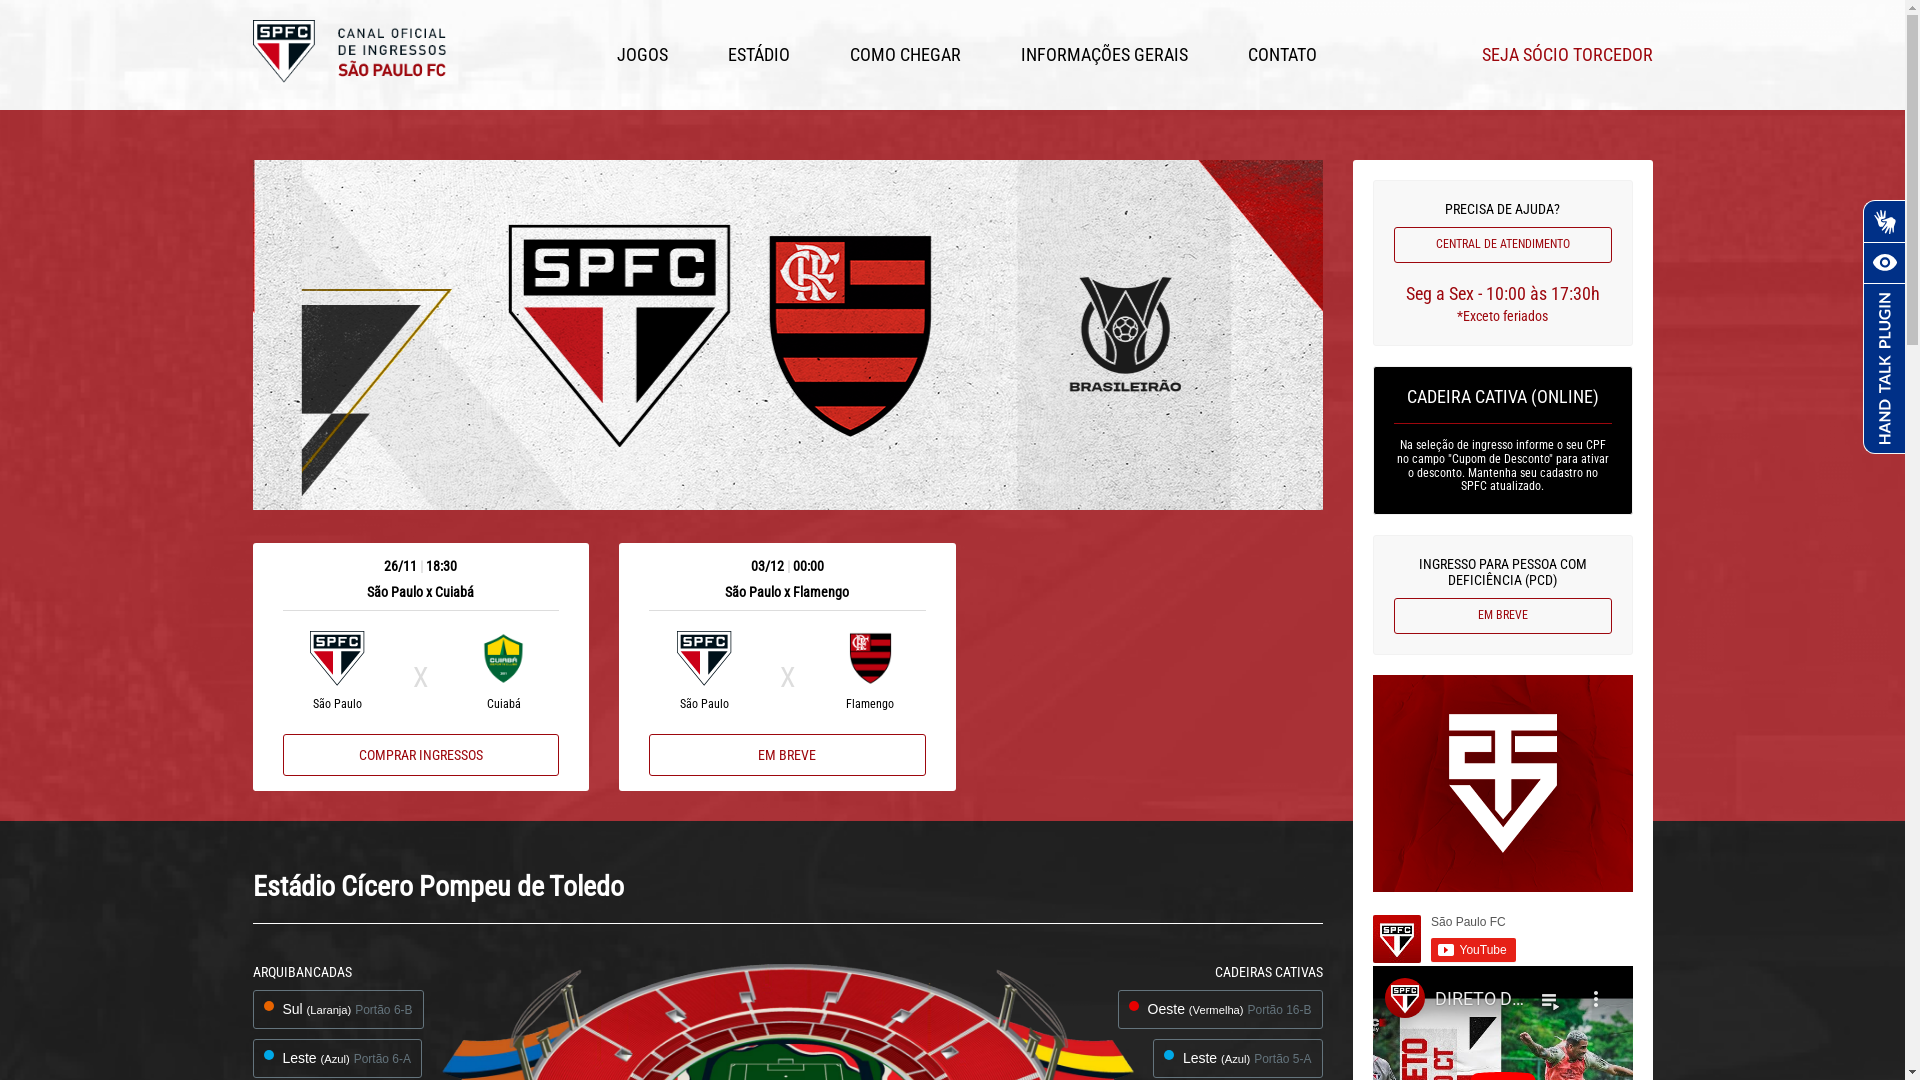 SPFC
CANAL OFICIAL
DE INGRESSOS
SÃO PAULO FC
JOGOS
ESTÁDIO
COMO CHEGAR
INFORMAÇÕES GERAIS
CONTATO
SEJA SÓCIO TORCEDOR
SPFC
BRASILEIRÃO
26/11 | 18:30
São Paulo x Cuiabá
SPFC
CUIABÁ
São Paulo
X
Cuiabá
COMPRAR INGRESSOS
03/12 | 00:00
São Paulo x Flamengo
SPFC
São Paulo
X
Flamengo
EM BREVE
PRECISA DE AJUDA?
CENTRAL DE ATENDIMENTO
Seg a Sex - 10:00 às 17:30h
*Exceto feriados
CADEIRA CATIVA (ONLINE)
Na seleção de ingresso informe o seu CPF
no campo "Cupom de Desconto" para ativar
o desconto. Mantenha seu cadastro no
SPFC atualizado.
INGRESSO PARA PESSOA COM
DEFICIÊNCIA (PCD)
EM BREVE
São Paulo FC
YouTube
DIRETO D...
HAND TALK PLUGIN
Estádio Cícero Pompeu de Toledo
ARQUIBANCADAS
Sul (Laranja) Portão 6-B
Leste (Azul) Portão 6-A
CADEIRAS CATIVAS
Oeste (Vermelha) Portão 16-B
Leste (Azul) Portão 5-A